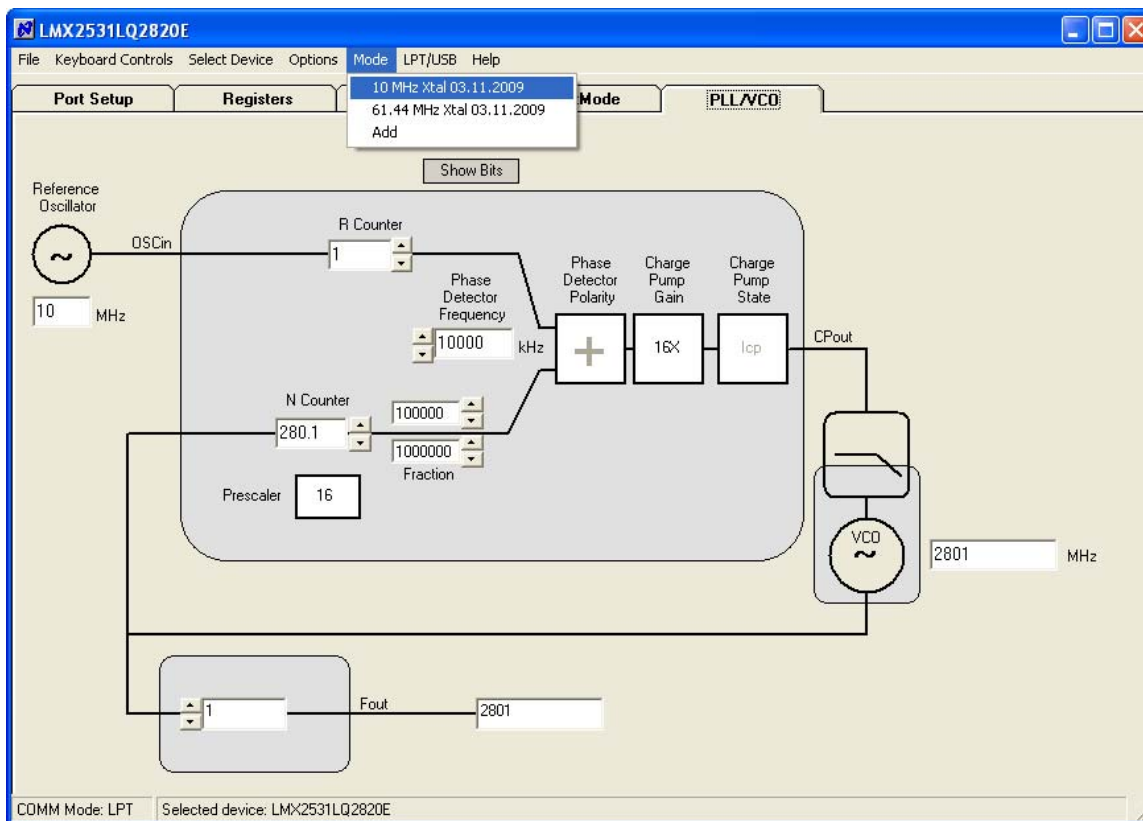 LMX2531LQ2820E
File Keyboard Controls Select Device Options Mode LPT/USB Help
10 MHz Xtal 03.11.2009
61.44 MHz Xtal 03.11.2009
Add
Port Setup Registers Mode PLL/VCO
Show Bits
Reference
Oscillator
OSCin
10 MHz
R Counter
1
Phase
Detector
Frequency
10000 kHz
Phase
Detector
Polarity
+
Charge
Pump
Gain
16X
Charge
Pump
State
Icp
CPout
N Counter
280.1
100000
1000000
Fraction
Prescaler 16
VCO
2801 MHz
1
Fout
2801
COMM Mode: LPT Selected device: LMX2531LQ2820E